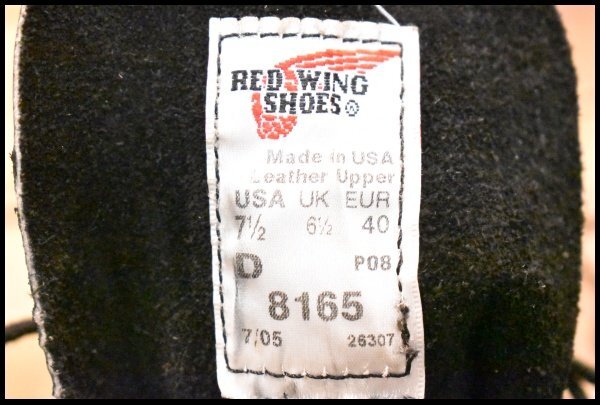 RED WING
SHOES®
Made in USA
Leather Upper
USA UK EUR
7½ 6½ 40
D P08
8165
7/05 26307